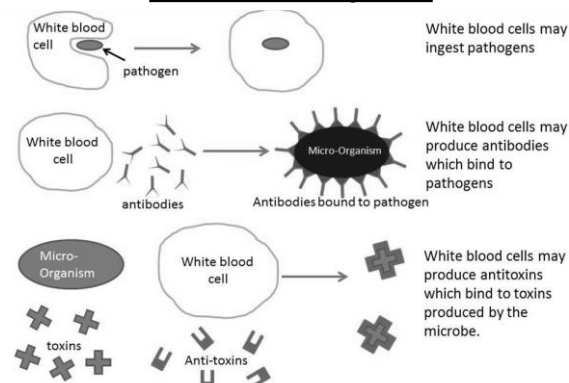 White blood
cell
pathogen
White blood cells may
ingest pathogens
White blood
cell
antibodies
Micro-Organism
Antibodies bound to pathogen
White blood cells may
produce antibodies
which bind to
pathogens
Micro-
Organism
toxins
White blood
cell
Anti-toxins
White blood cells may
produce antitoxins
which bind to toxins
produced by the
microbe.